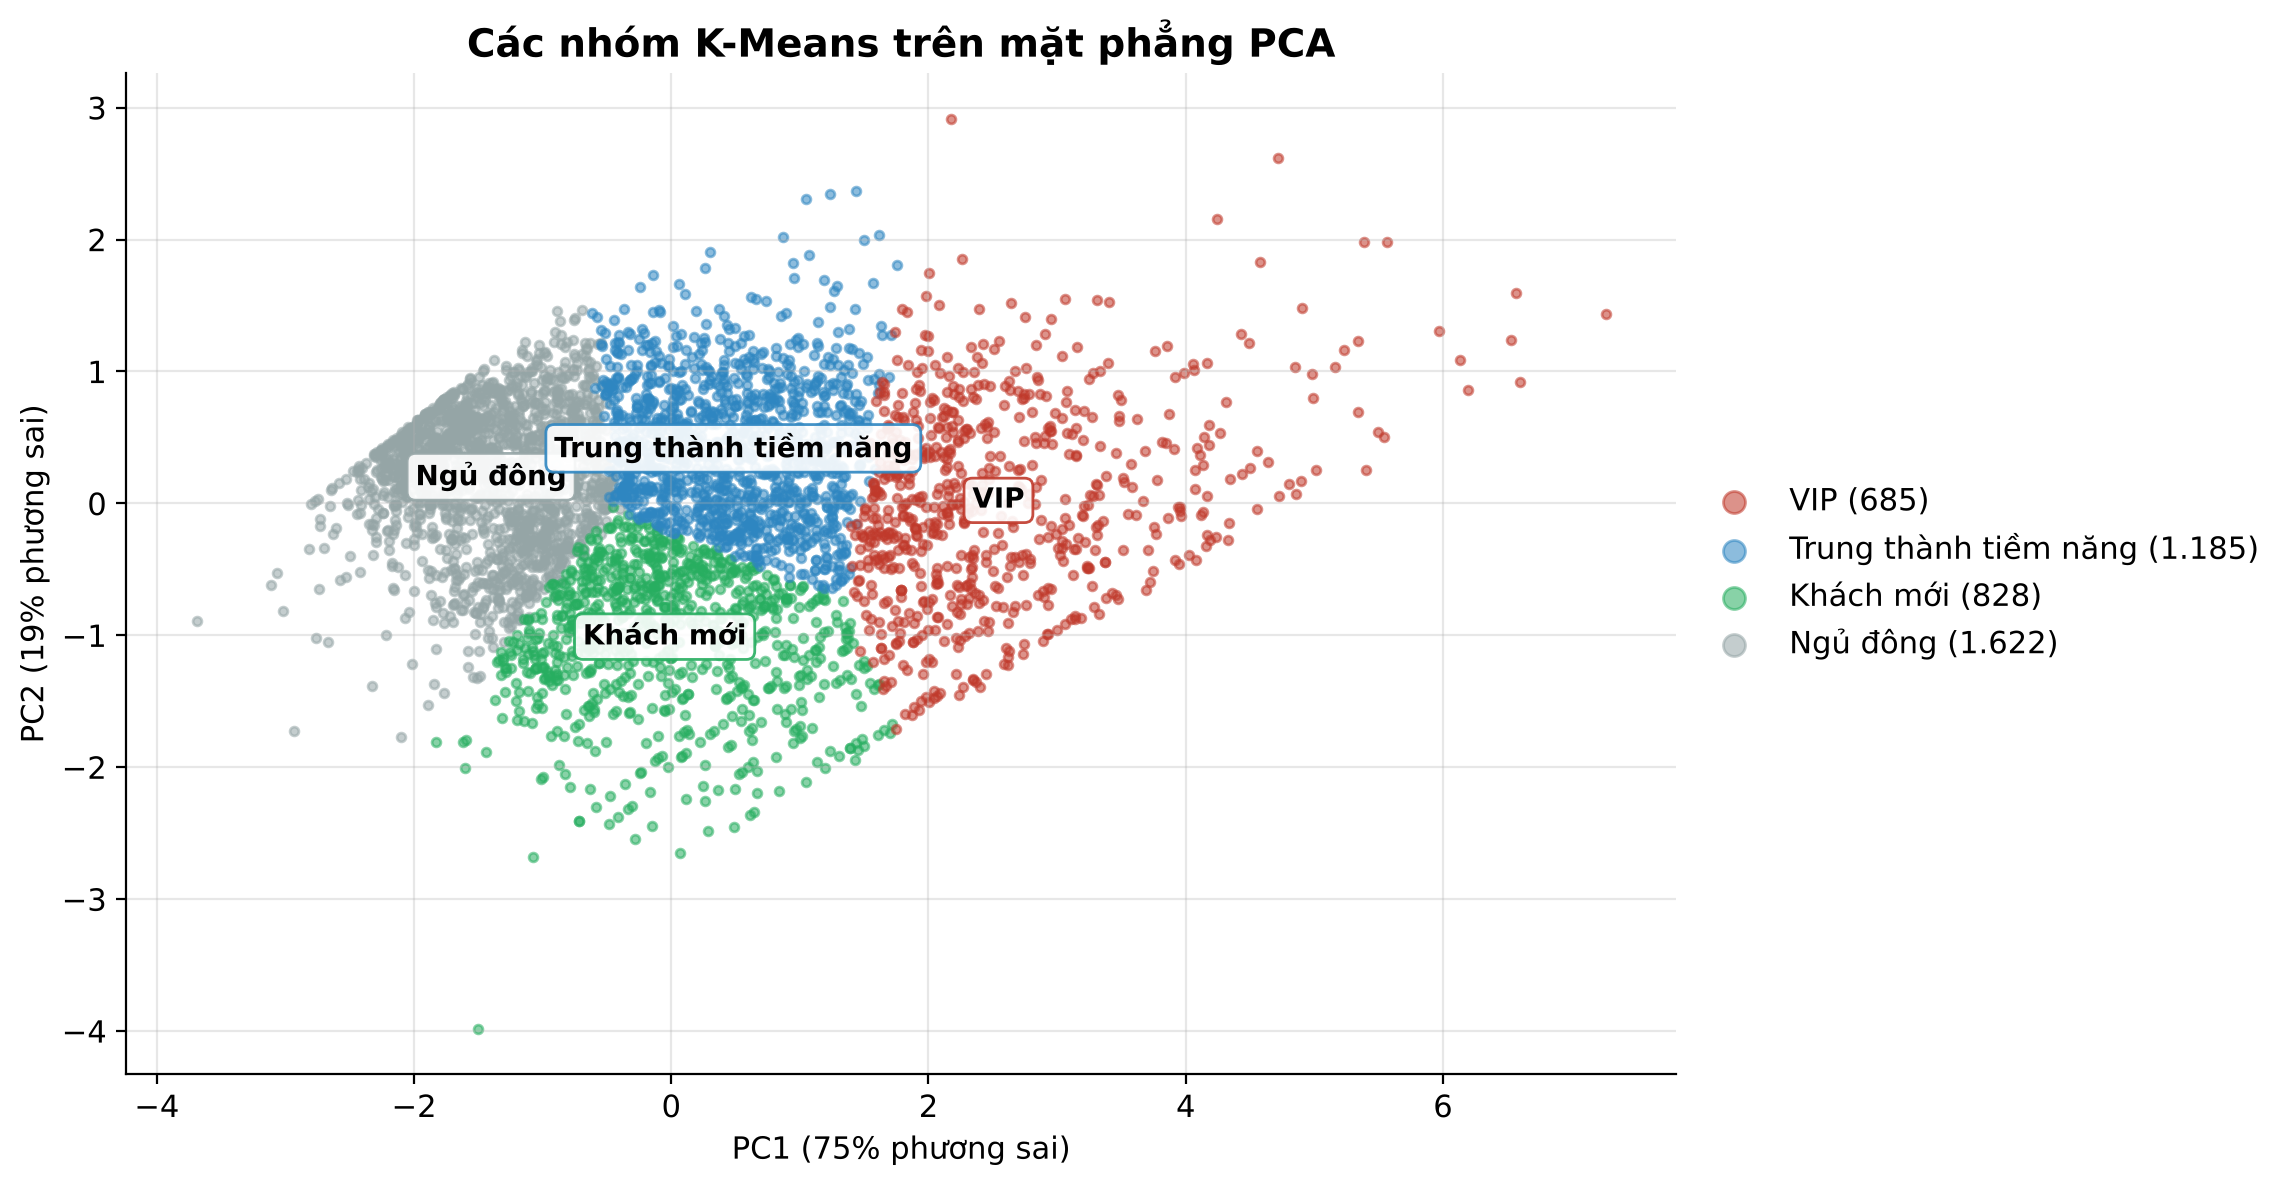 Các nhóm K-Means trên mặt phẳng PCA
PC2 (19% phương sai)
3
2
1
0
−1
−2
−3
−4
Trung thành tiềm năng
Ngủ đông
VIP
Khách mới
VIP (685)
Trung thành tiềm năng (1.185)
Khách mới (828)
Ngủ đông (1.622)
−4
−2
0
2
4
6
PC1 (75% phương sai)